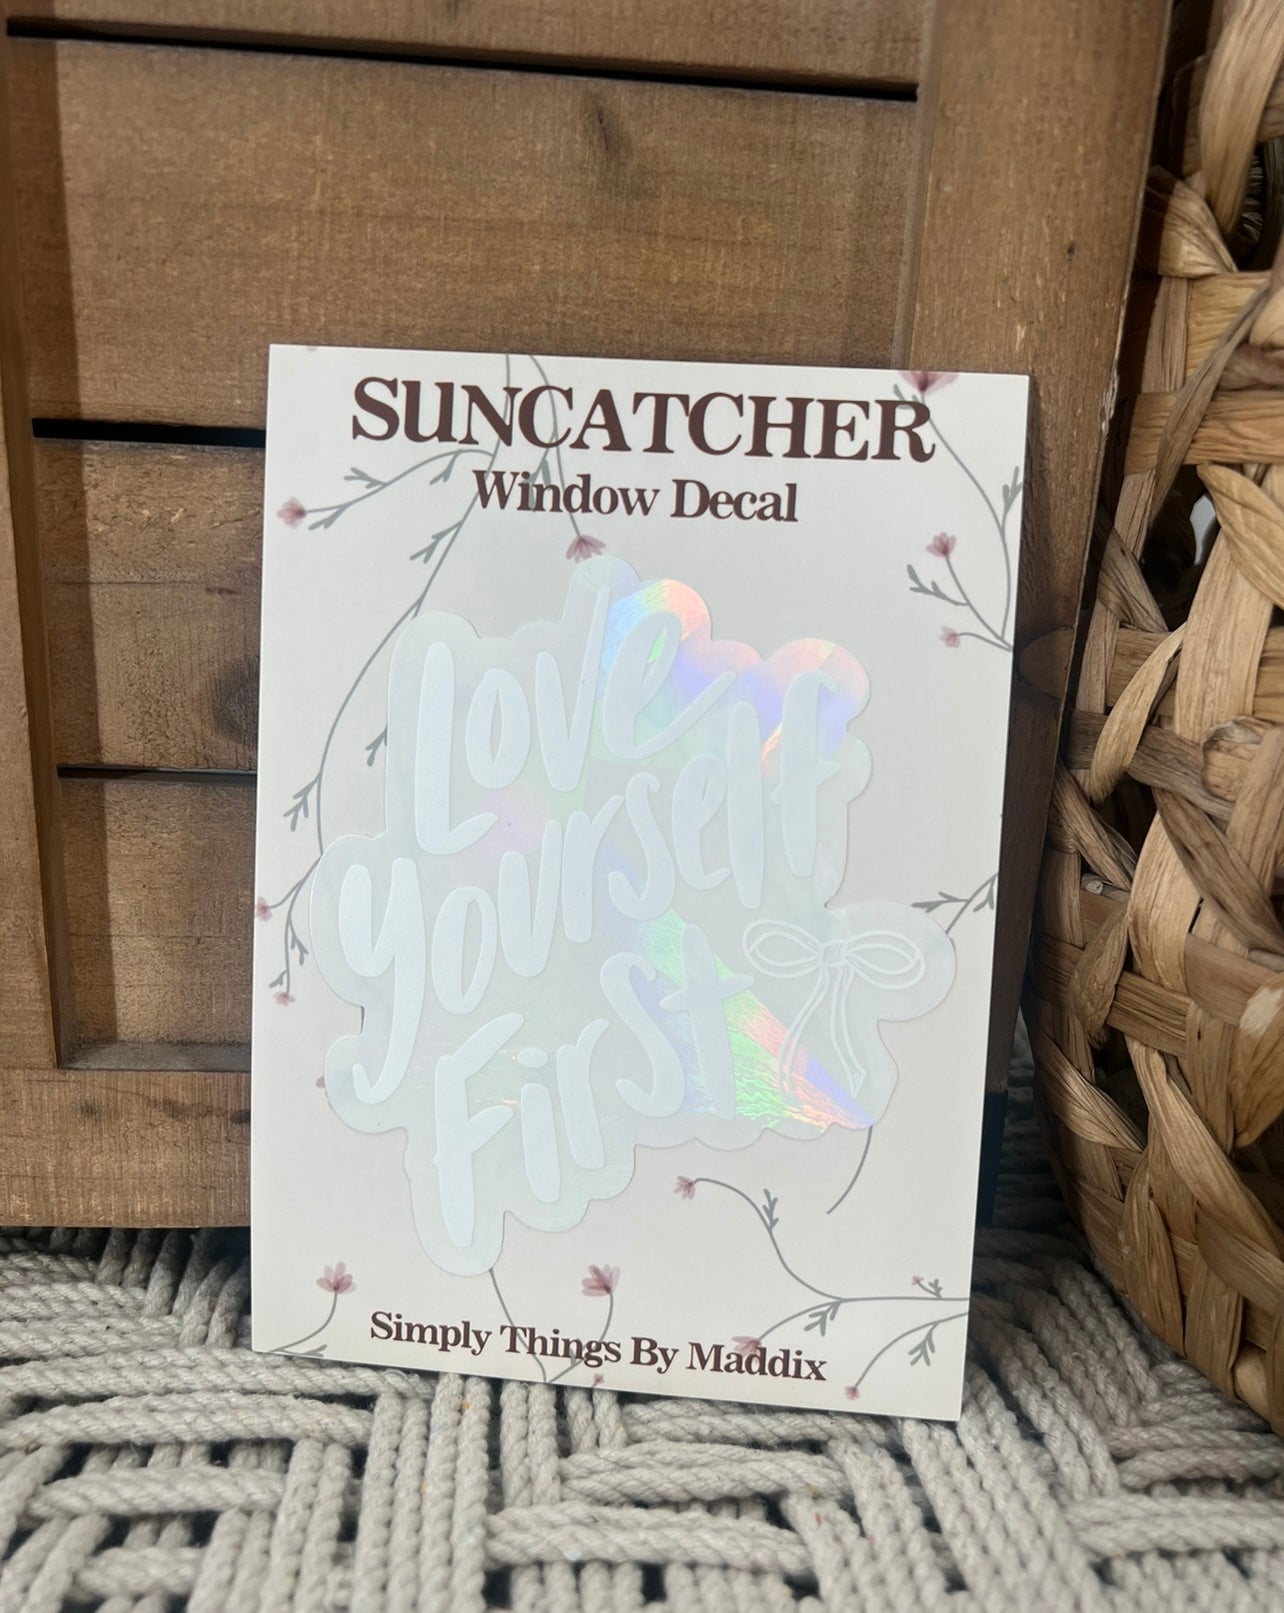 SUNCATCHER
Window Decal
Love
yourself
First
Simply Things By Maddix